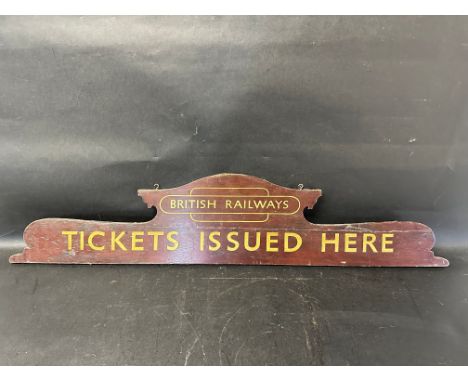 BRITISH RAILWAYS
TICKETS ISSUED HERE